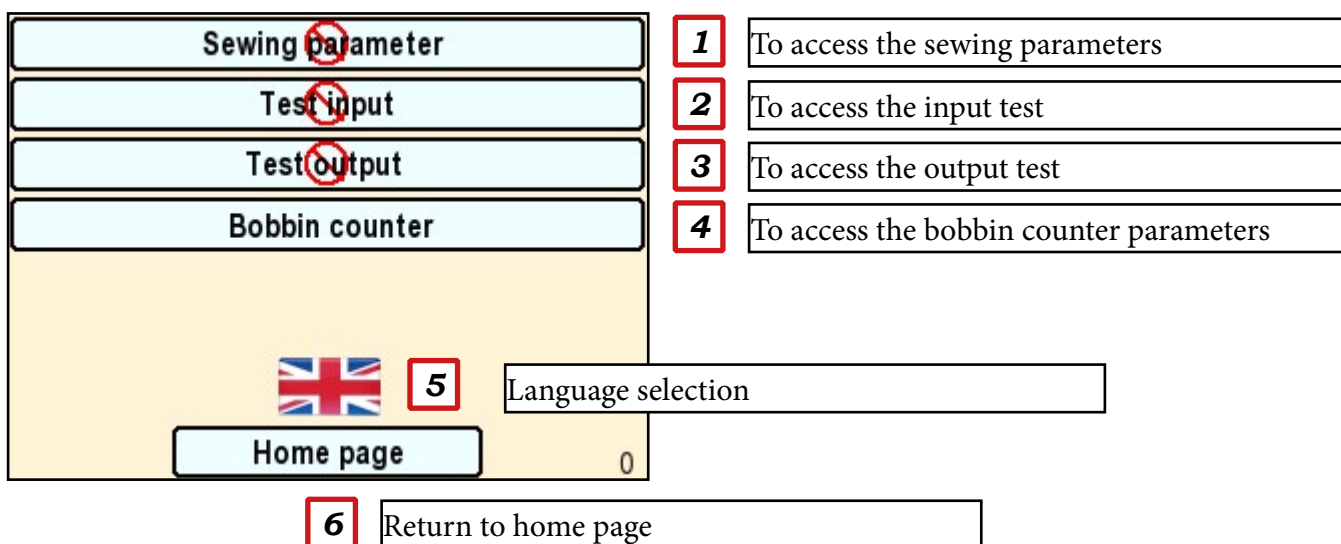 Sewing parameter
1 To access the sewing parameters
Test input
2 To access the input test
Test output
3 To access the output test
Bobbin counter
4 To access the bobbin counter parameters
5 Language selection
Home page
0
6 Return to home page